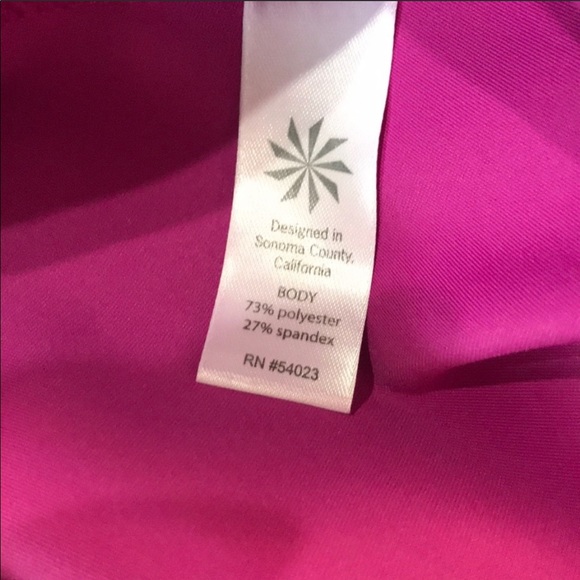 Designed in
Sonoma County,
California
BODY
73% polyester
27% spandex
RN #54023